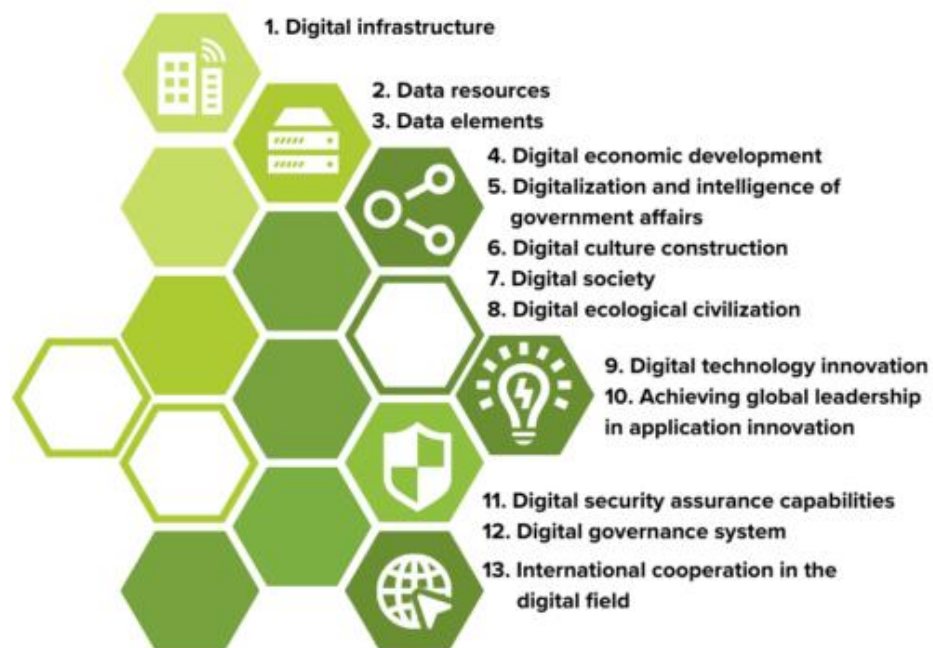 1. Digital infrastructure
2. Data resources
3. Data elements
4. Digital economic development
5. Digitalization and intelligence of
government affairs
6. Digital culture construction
7. Digital society
8. Digital ecological civilization
9. Digital technology innovation
10. Achieving global leadership
in application innovation
11. Digital security assurance capabilities
12. Digital governance system
13. International cooperation in the
digital field